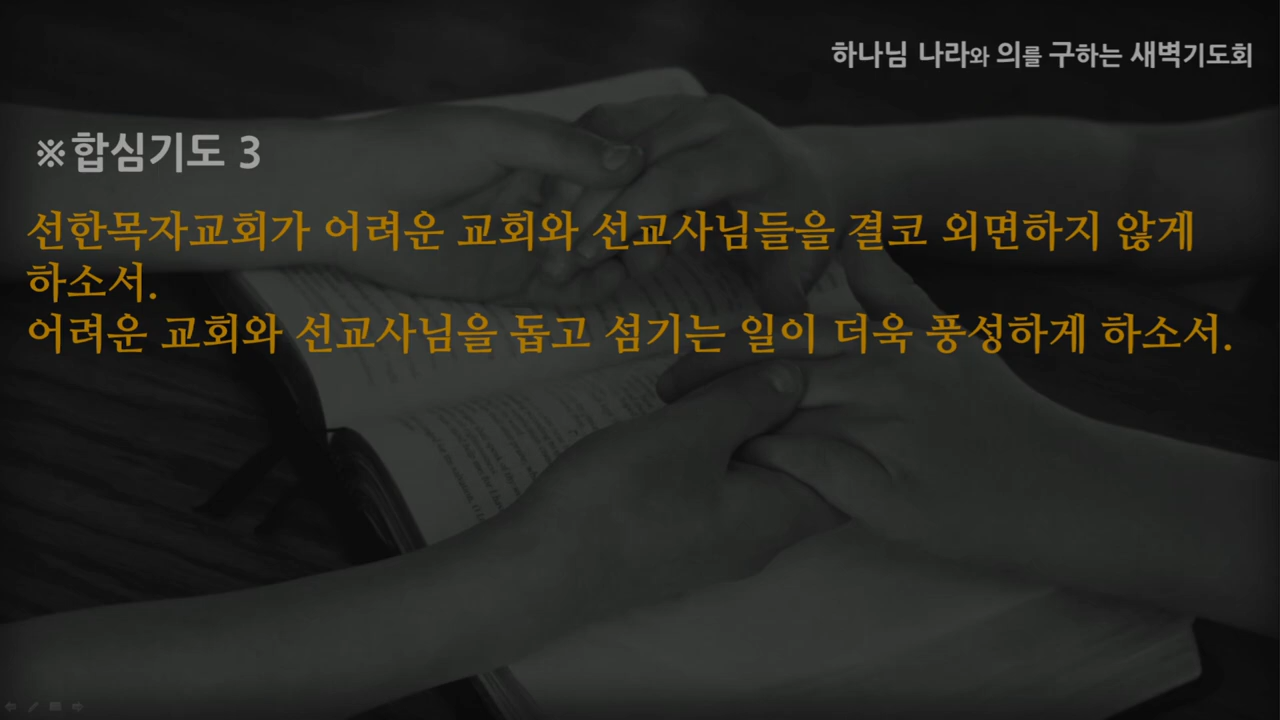 하나님 나라와 의를 구하는 새벽기도회
※합심기도 3
선한목자교회가 어려운 교회와 선교사님들을 결코 외면하지 않게
하소서.
어려운 교회와 선교사님을 돕고 섬기는 일이 더욱 풍성하게 하소서.